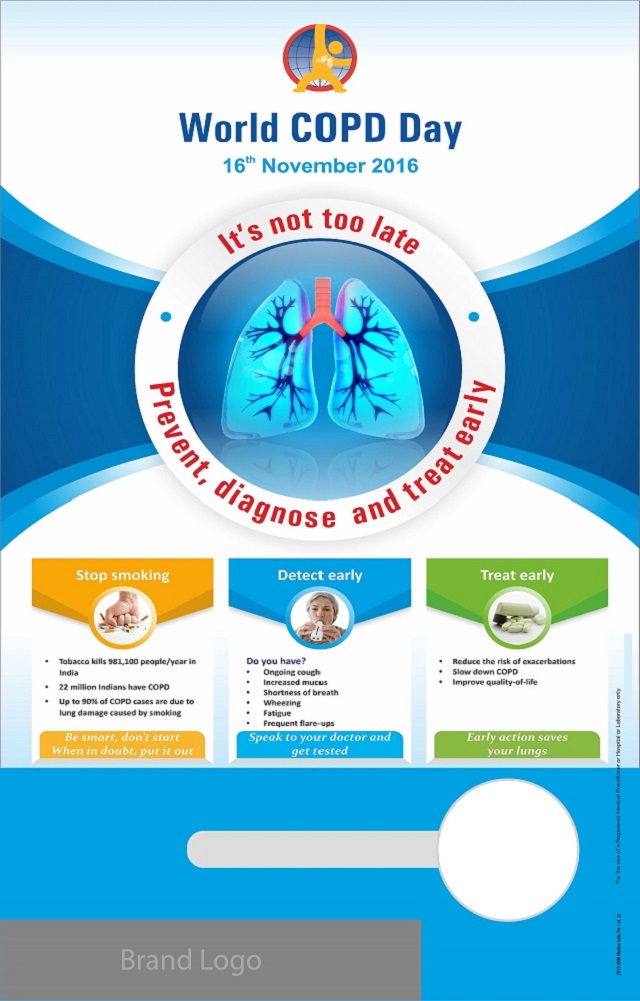 World COPD Day
16th November 2016
It's not too late
Prevent, diagnose and treat early
Stop smoking
• Tobacco kills 981,100 people/year in
India
• 22 million Indians have COPD
• Up to 90% of COPD cases are due to
lung damage caused by smoking
Be smart, don't start
When in doubt, put it out
Detect early
Do you have?
• Ongoing cough
• Increased mucus
• Shortness of breath
• Wheezing
• Fatigue
• Frequent flare-ups
Speak to your doctor and
get tested
Treat early
• Reduce the risk of exacerbations
• Slow down COPD
• Improve quality-of-life
Early action saves
your lungs
For the use of a Registered Medical Practitioner or Hospital or Laboratory only
Brand Logo